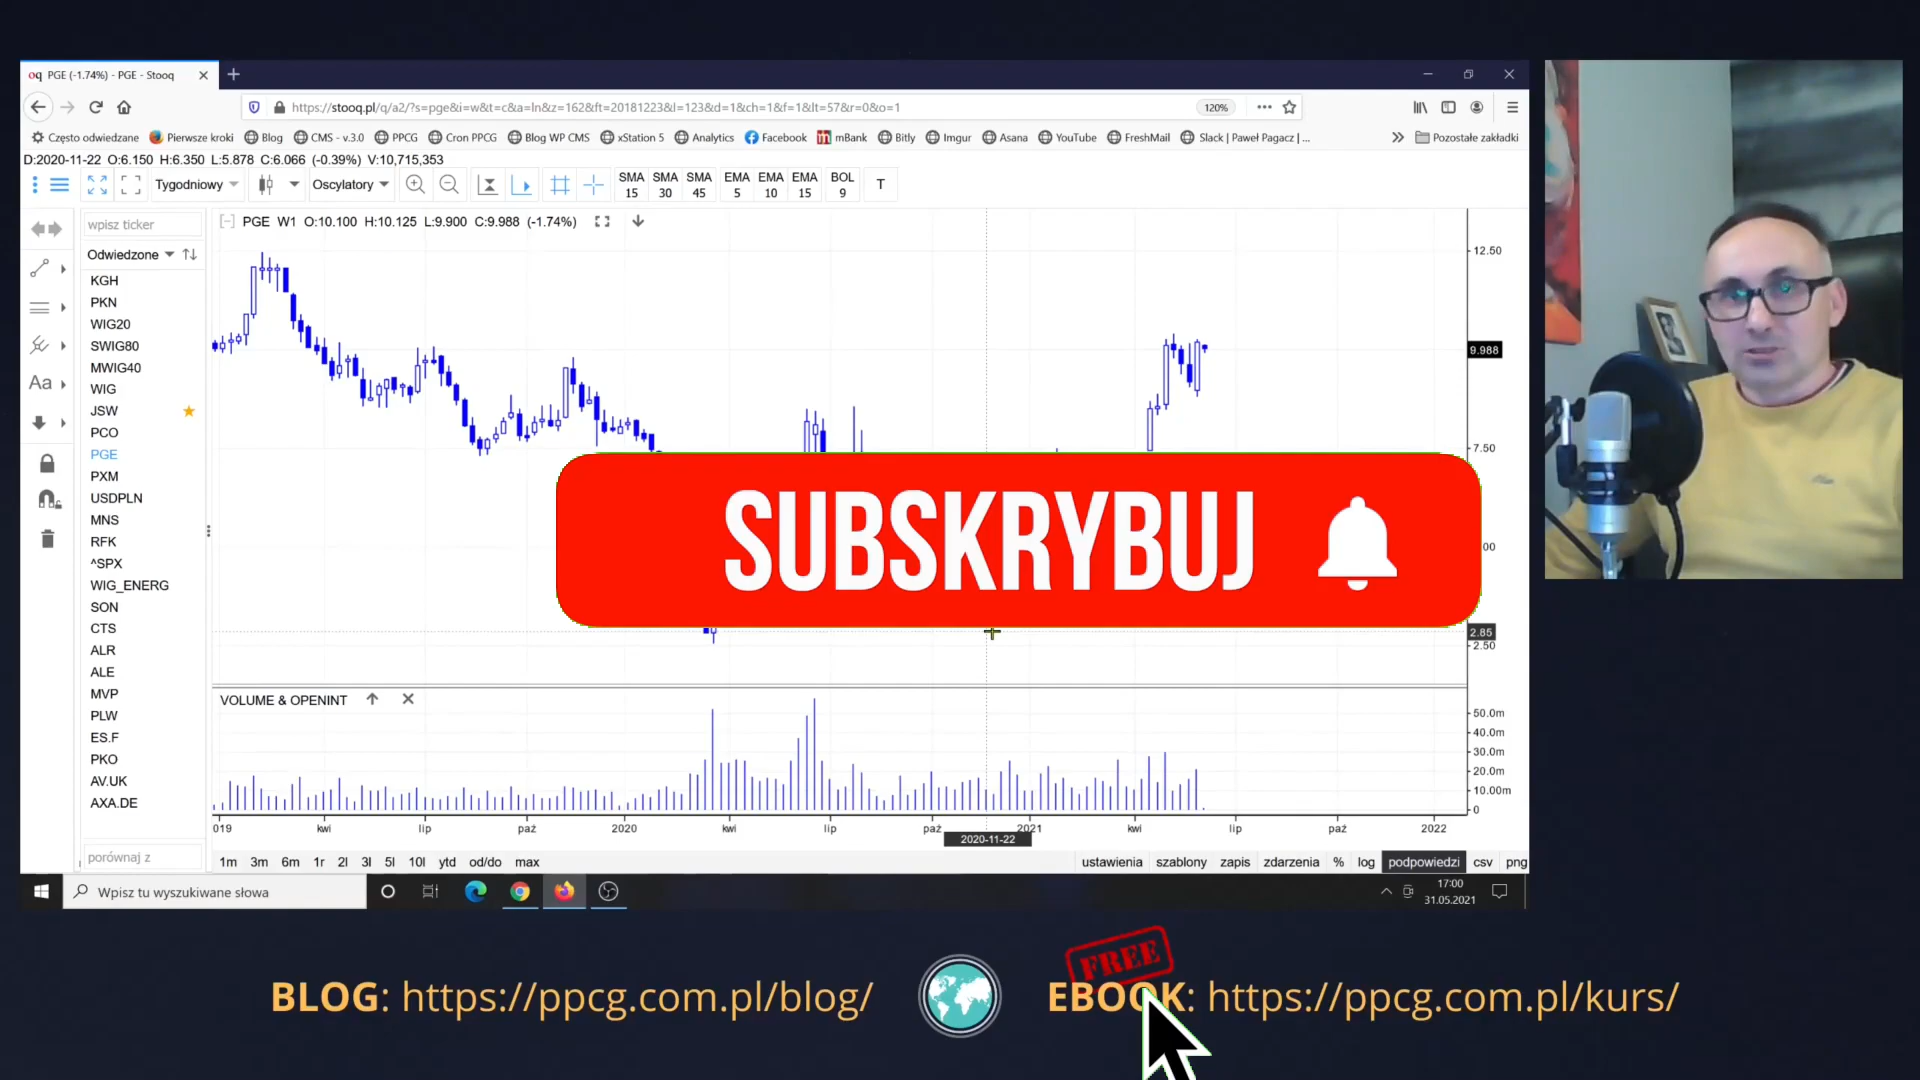 PGE (-1.74%) - PGE - Stooq
https://stooq.pl/q/a2/?s=pge&i=w&t=c&a=ln&z=162&ft=20181223&l=123&d=1&ch=1&f=1&lt=57&r=0&o=1
120%
Często odwiedzane Pierwsze kroki Blog CMS - v.3.0 PPCG Cron PPCG Blog WP CMS xStation 5 Analytics Facebook mBank Bitly Imgur Asana YouTube FreshMail Slack | Paweł Pagacz | ... Pozostałe zakładki
D:2020-11-22 O:6.150 H:6.350 L:5.878 C:6.066 (-0.39%) V:10,715,353
Tygodniowy Oscylatory SMA 15 SMA 30 SMA 45 EMA 5 EMA 10 EMA 15 BOL 9 T
wpisz ticker
PGE W1 O:10.100 H:10.125 L:9.900 C:9.988 (-1.74%)
Odwiedzone
KGH
PKN
WIG20
SWIG80
MWIG40
WIG
JSW
PCO
PGE
PXM
USDPLN
MNS
RFK
^SPX
WIG_ENERG
SON
CTS
ALR
ALE
MVP
PLW
ES.F
PKO
AV.UK
AXA.DE
porównaj z
Aa
12.50
9.988
7.50
00
2.85
2.50
SUBSKRYBUJ
VOLUME & OPENINT
50.0m
40.0m
30.0m
20.0m
10.00m
0
019 kwi lip paź 2020 kwi lip paź 2021 kwi lip paź 2022
2020-11-22
1m 3m 6m 1r 2l 3l 5l 10l ytd od/do max ustawienia szablony zapis zdarzenia % log podpowiedzi csv png
Wpisz tu wyszukiwane słowa
17:00
31.05.2021
FREE
BLOG: https://ppcg.com.pl/blog/
EBOOK: https://ppcg.com.pl/kurs/